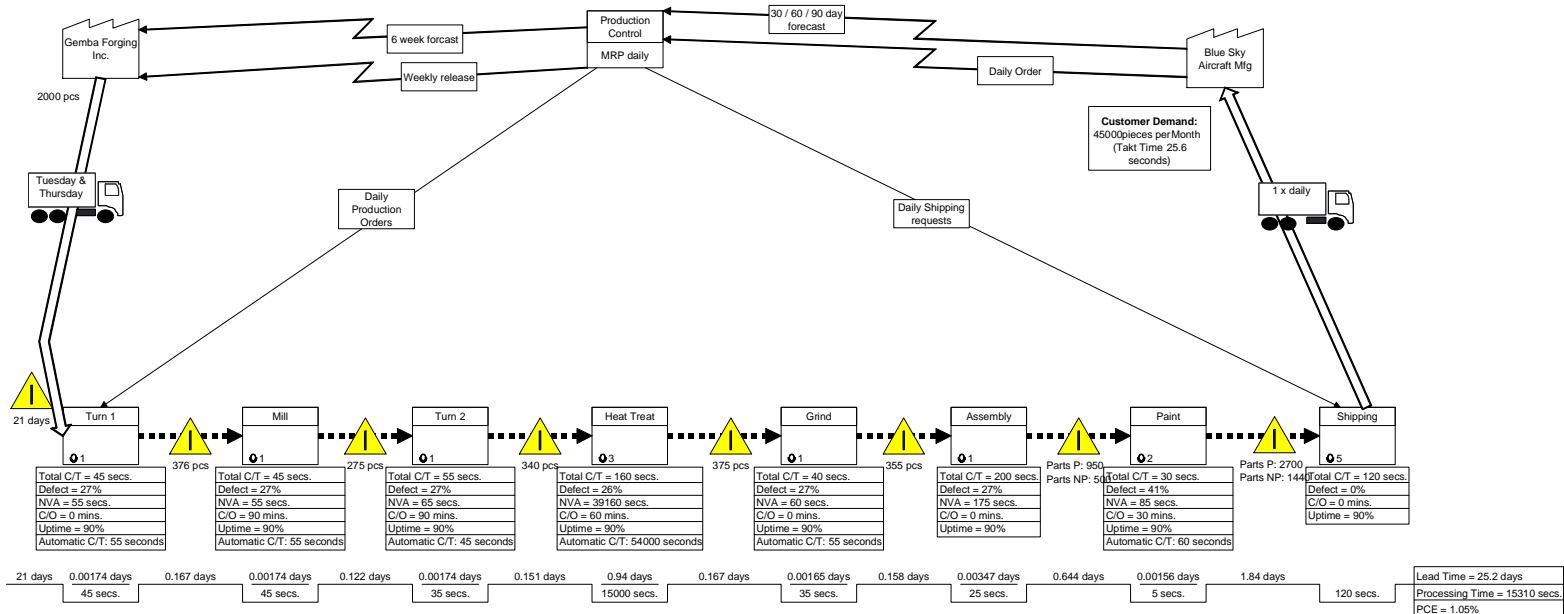 Gemba Forging
Inc.
2000 pcs
6 week forcast
Weekly release
Production
Control
MRP daily
30 / 60 / 90 day
forecast
Daily Order
Blue Sky
Aircraft Mfg
Customer Demand:
45000pieces perMonth
(Takt Time 25.6
seconds)
Tuesday &
Thursday
Daily
Production
Orders
Daily Shipping
requests
1 x daily
21 days
Turn 1
1
Total C/T = 45 secs.
Defect = 27%
NVA = 55 secs.
C/O = 0 mins.
Uptime = 90%
Automatic C/T: 55 seconds
376 pcs
Mill
1
Total C/T = 45 secs.
Defect = 27%
NVA = 55 secs.
C/O = 90 mins.
Uptime = 90%
Automatic C/T: 55 seconds
275 pcs
Turn 2
1
Total C/T = 55 secs.
Defect = 27%
NVA = 65 secs.
C/O = 90 mins.
Uptime = 90%
Automatic C/T: 45 seconds
340 pcs
Heat Treat
3
Total C/T = 160 secs.
Defect = 26%
NVA = 39160 secs.
C/O = 60 mins.
Uptime = 90%
Automatic C/T: 54000 seconds
375 pcs
Grind
1
Total C/T = 40 secs.
Defect = 27%
NVA = 60 secs.
C/O = 0 mins.
Uptime = 90%
Automatic C/T: 55 seconds
355 pcs
Assembly
1
Total C/T = 200 secs.
Defect = 27%
NVA = 175 secs.
C/O = 0 mins.
Uptime = 90%
Parts P: 950
Parts NP: 500
Paint
2
Total C/T = 30 secs.
Defect = 41%
NVA = 85 secs.
C/O = 30 mins.
Uptime = 90%
Automatic C/T: 60 seconds
Parts P: 2700
Parts NP: 1440
Shipping
5
Total C/T = 120 secs.
Defect = 0%
C/O = 0 mins.
Uptime = 90%
21 days
0.00174 days
45 secs.
0.167 days
0.00174 days
45 secs.
0.122 days
0.00174 days
35 secs.
0.151 days
0.94 days
15000 secs.
0.167 days
0.00165 days
35 secs.
0.158 days
0.00347 days
25 secs.
0.644 days
0.00156 days
5 secs.
1.84 days
120 secs.
Lead Time = 25.2 days
Processing Time = 15310 secs.
PCE = 1.05%